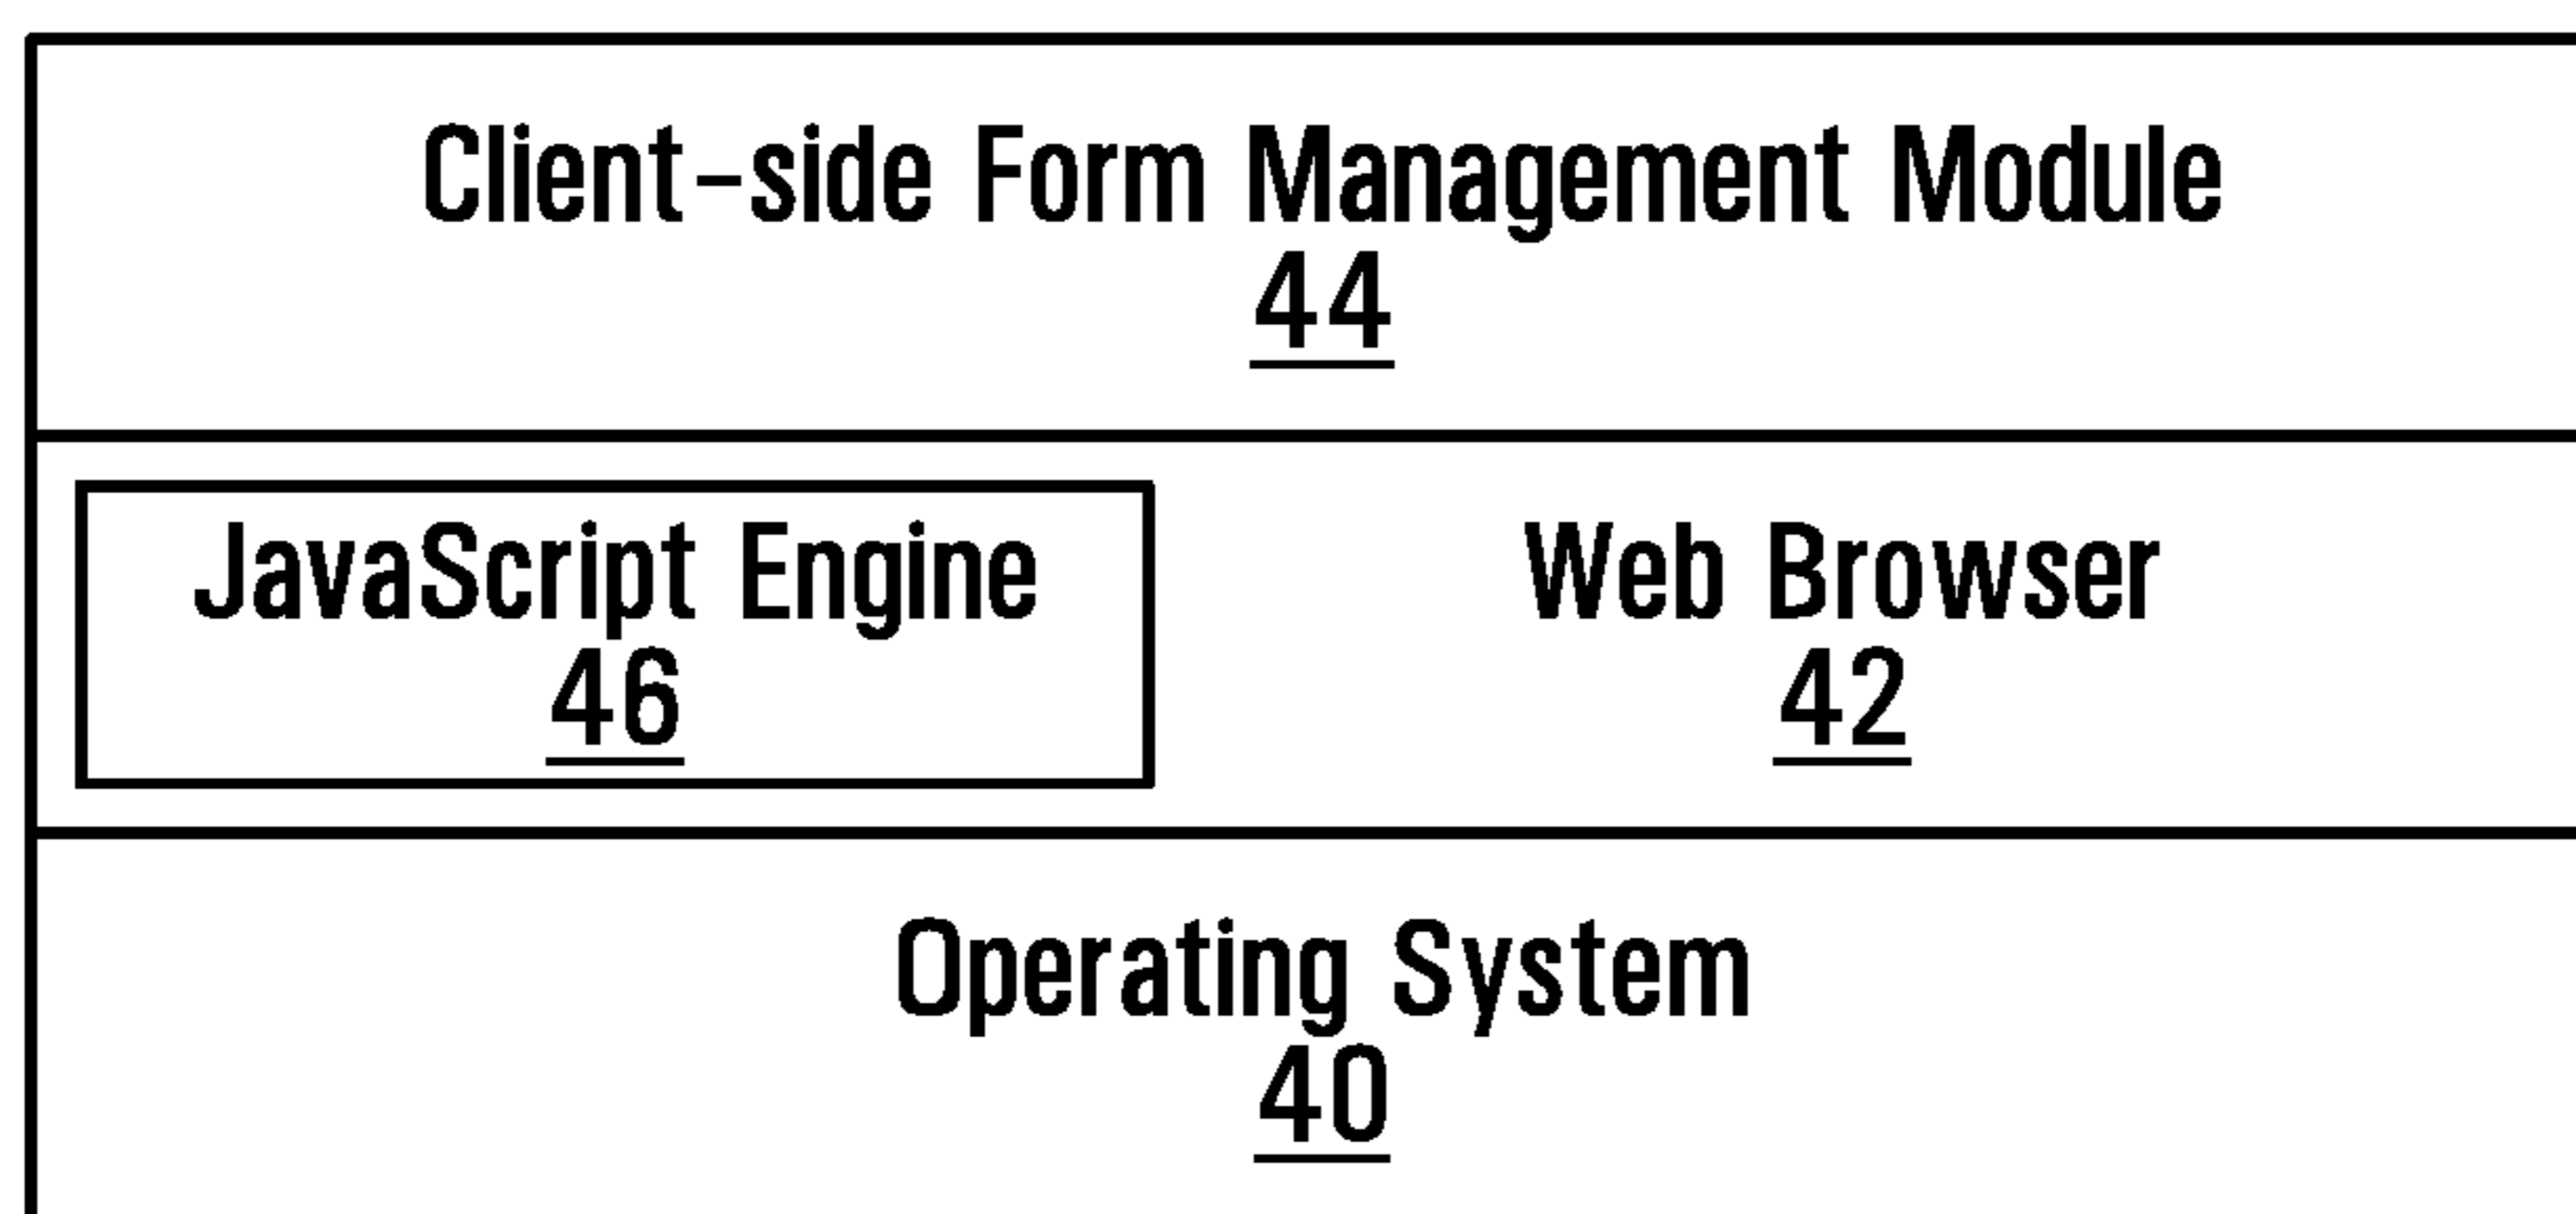 Client-side Form Management Module
44
JavaScript Engine
46
Web Browser
42
Operating System
40